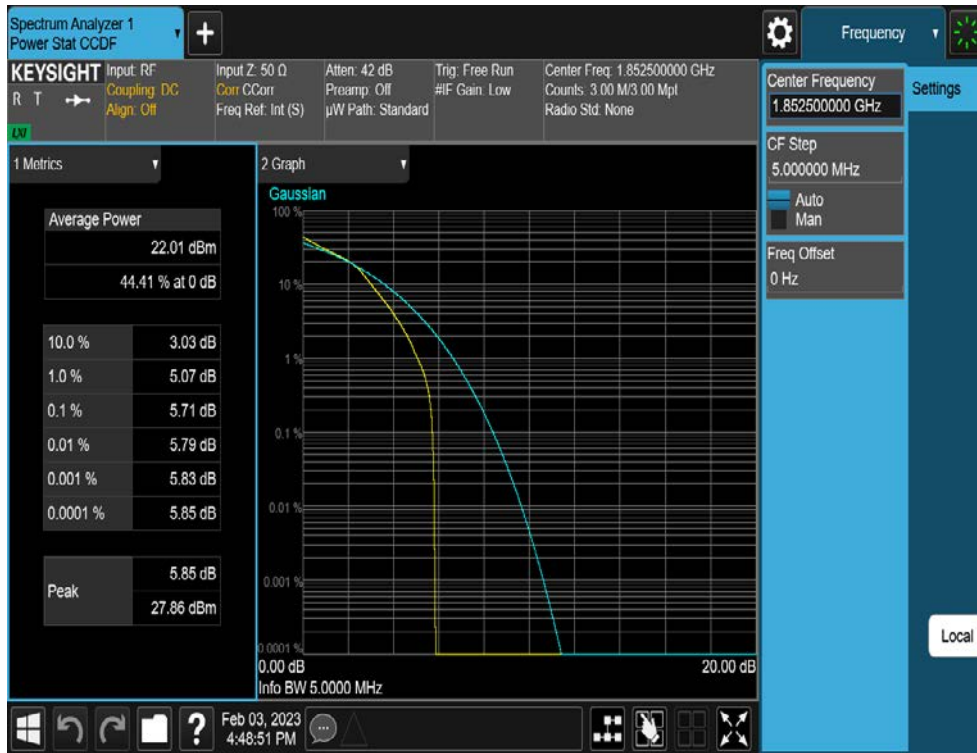 Spectrum Analyzer 1
Power Stat CCDF
+
Frequency
KEYSIGHT
R T
LXI
Input: RF
Coupling: DC
Align: Off
Input Z: 50 Ω
Corr CCorr
Freq Ref: Int (S)
Atten: 42 dB
Preamp: Off
µW Path: Standard
Trig: Free Run
#IF Gain: Low
Center Freq: 1.852500000 GHz
Counts: 3.00 M/3.00 Mpt
Radio Std: None
Center Frequency
1.852500000 GHz
Settings
CF Step
5.000000 MHz
Auto
Man
Freq Offset
0 Hz
Local
1 Metrics
Average Power
22.01 dBm
44.41 % at 0 dB
10.0 % 3.03 dB
1.0 % 5.07 dB
0.1 % 5.71 dB
0.01 % 5.79 dB
0.001 % 5.83 dB
0.0001 % 5.85 dB
Peak
5.85 dB
27.86 dBm
2 Graph
Gaussian
100 %
10 %
1 %
0.1 %
0.01 %
0.001 %
0.0001 %
0.00 dB 20.00 dB
Info BW 5.0000 MHz
?
Feb 03, 2023
4:48:51 PM